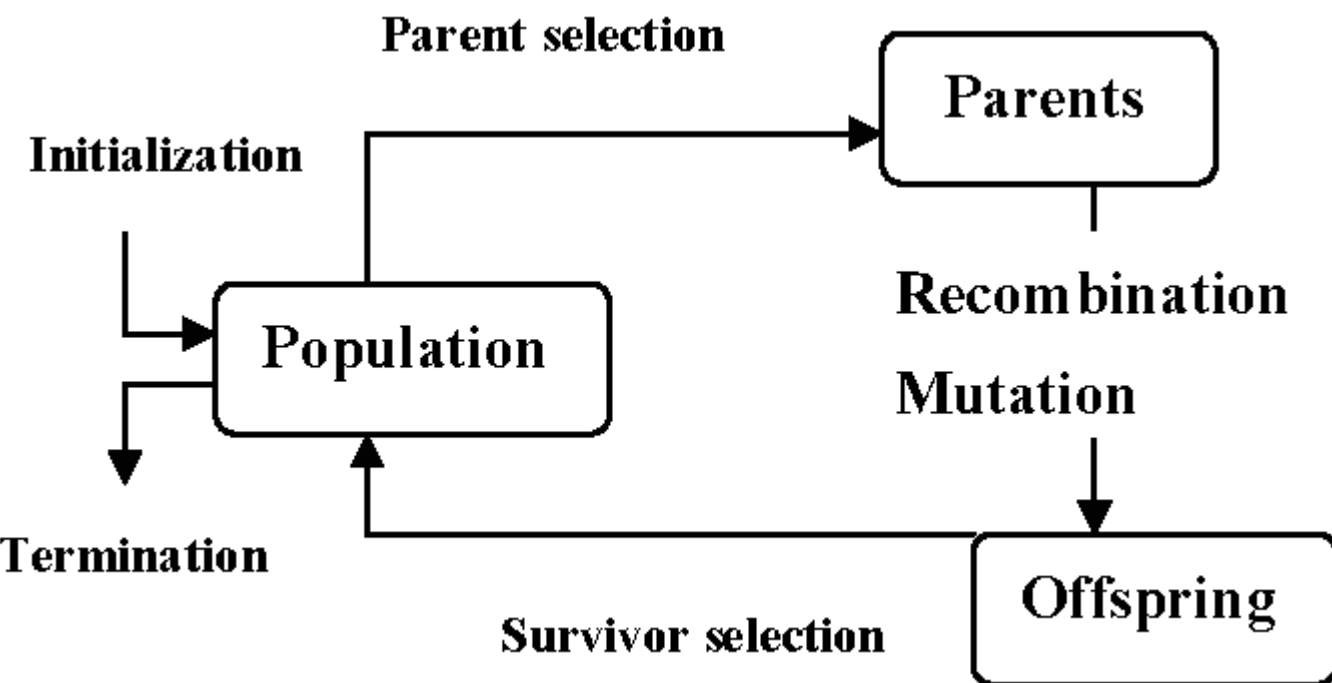 Parent selection
Parents
Initialization
Recombination
Population
Mutation
Termination
Offspring
Survivor selection